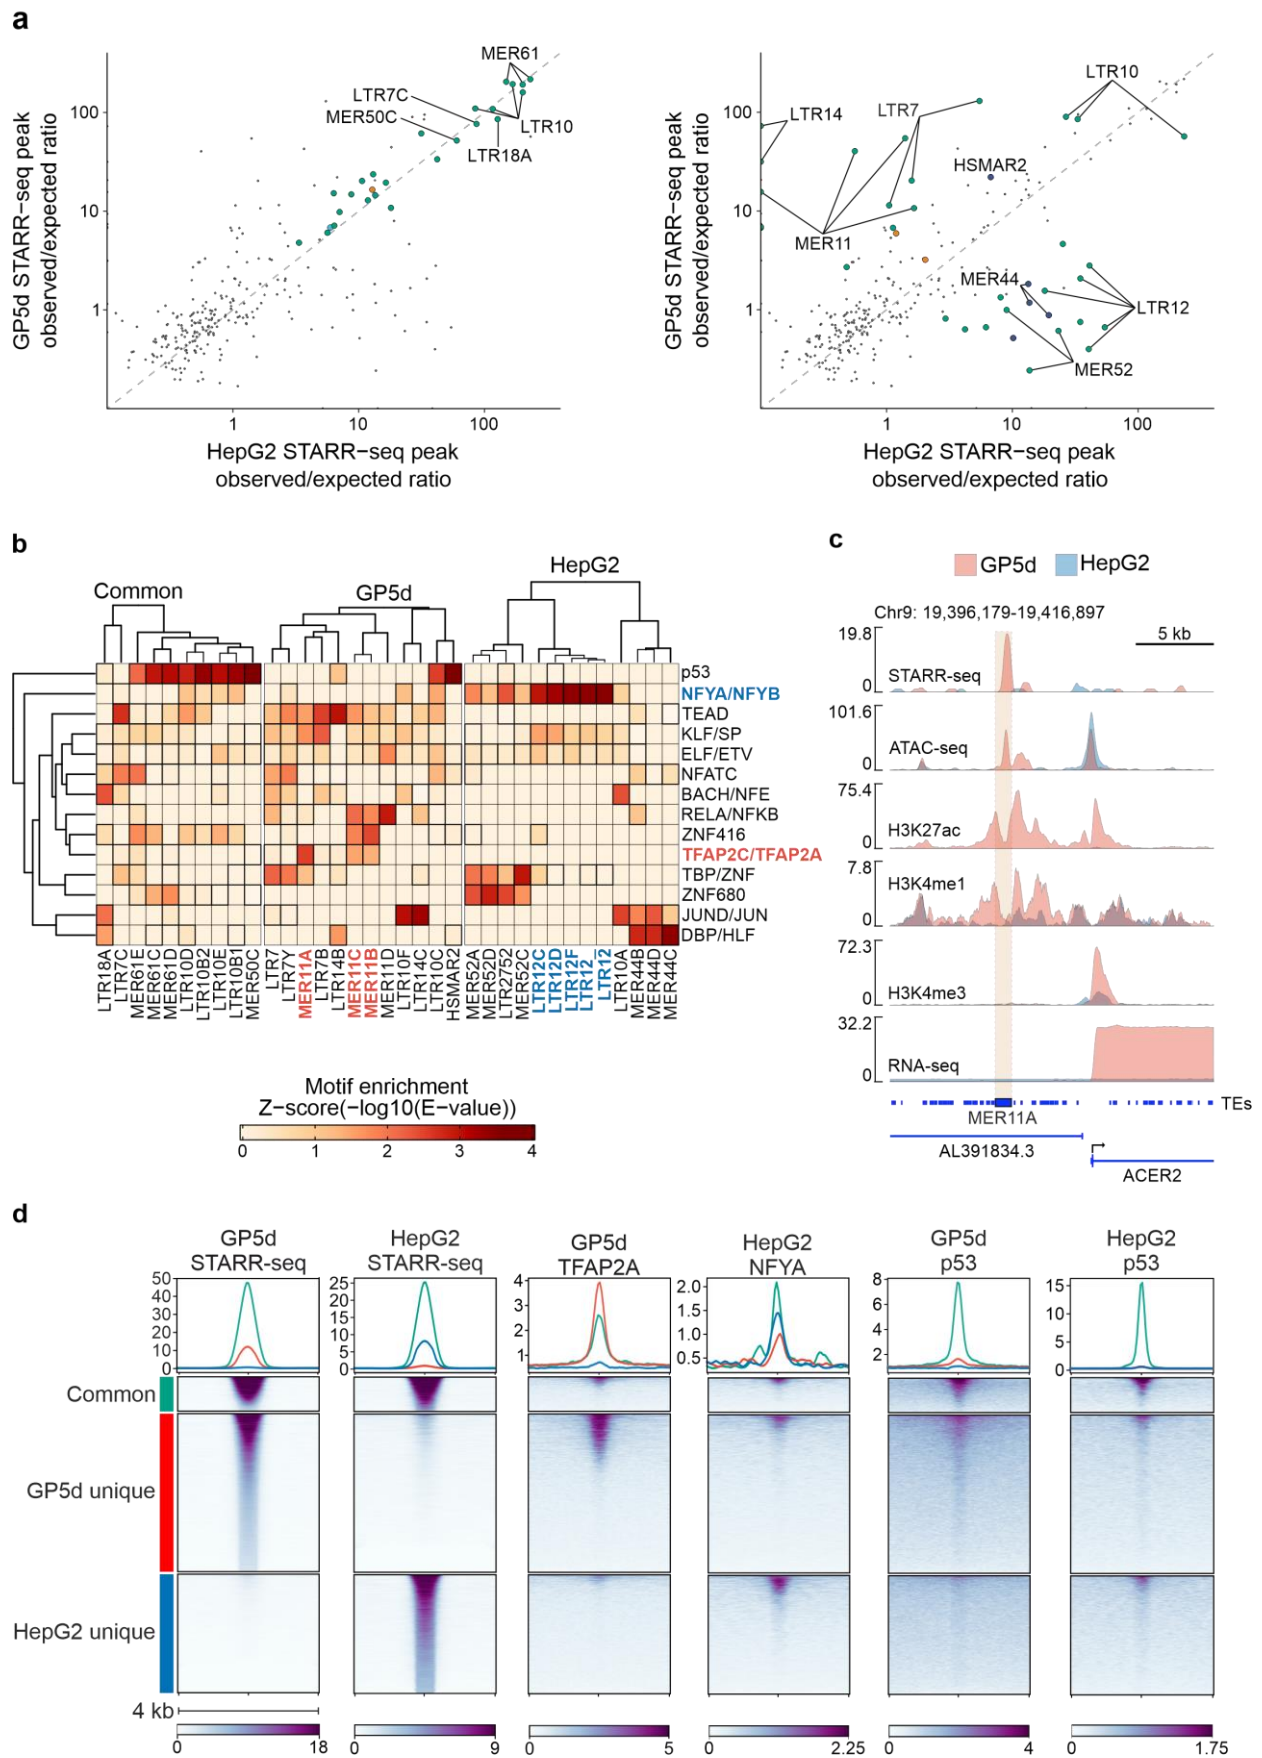 a
MER61
LTR7C
MER50C
LTR10
LTR18A
100
10
1
GP5d STARR−seq peak
observed/expected ratio
1
10
100
HepG2 STARR−seq peak
observed/expected ratio
LTR10
LTR14
LTR7
HSMAR2
MER11
MER44
LTR12
MER52
100
10
1
GP5d STARR−seq peak
observed/expected ratio
1
10
100
HepG2 STARR−seq peak
observed/expected ratio
b
Common
GP5d
HepG2
p53
NFYA/NFYB
TEAD
KLF/SP
ELF/ETV
NFATC
BACH/NFE
RELA/NFKB
ZNF416
TFAP2C/TFAP2A
TBP/ZNF
ZNF680
JUND/JUN
DBP/HLF
LTR18A
LTR7C
MER61E
MER61C
MER61D
LTR10D
LTR10B2
LTR10E
LTR10B1
MER50C
LTR7
LTR7Y
MER11A
LTR7B
LTR14B
MER11C
MER11B
MER11D
LTR10F
LTR14C
LTR10C
HSMAR2
MER52A
MER52D
LTR2752
MER52C
LTR12C
LTR12D
LTR12F
LTR12_
LTR12
LTR10A
MER44B
MER44D
MER44C
Motif enrichment
Z−score(−log10(E−value))
0
1
2
3
4
c
GP5d
HepG2
Chr9: 19,396,179-19,416,897
5 kb
19.8
STARR-seq
0
101.6
ATAC-seq
0
75.4
H3K27ac
0
7.8
H3K4me1
0
72.3
H3K4me3
0
32.2
RNA-seq
0
TEs
MER11A
AL391834.3
ACER2
d
GP5d
STARR-seq
HepG2
STARR-seq
GP5d
TFAP2A
HepG2
NFYA
GP5d
p53
HepG2
p53
50
40
30
20
10
0
25
20
15
10
5
0
4
3
2
1
2.0
1.5
1.0
0.5
8
6
4
2
15
10
5
0
Common
GP5d unique
HepG2 unique
4 kb
0
18
0
9
0
5
0
2.25
0
4
0
1.75